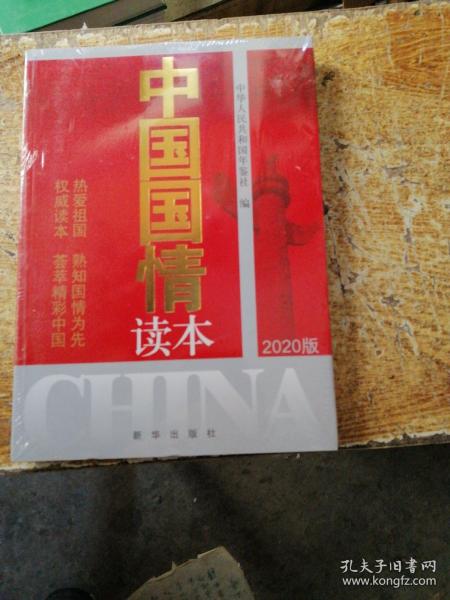 中国国情
读本
中华人民共和国年鉴社 编
热爱祖国 熟知国情为先
权威读本 荟萃精彩中国
2020版
CHINA
新华出版社
孔夫子旧书网
www.kongfz.com